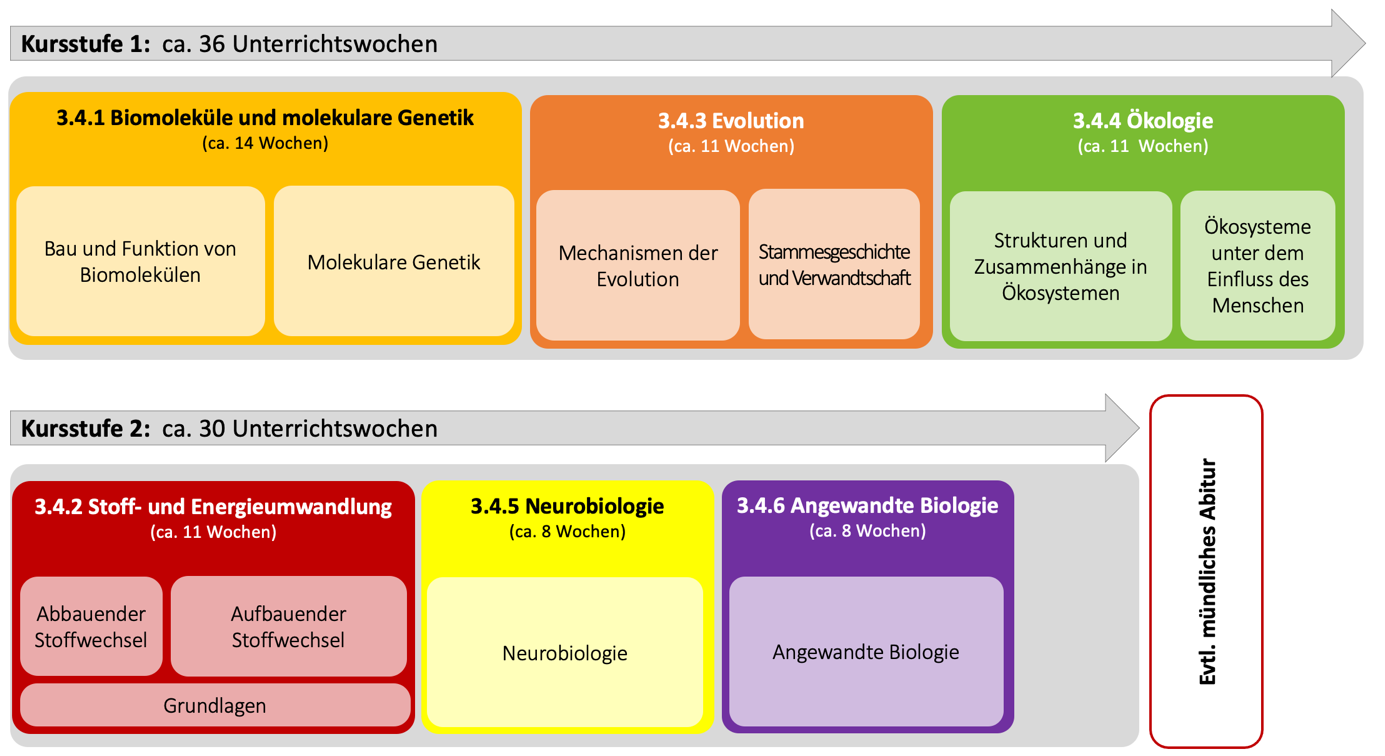 Kursstufe 1: ca. 36 Unterrichtswochen
3.4.1 Biomoleküle und molekulare Genetik
(ca. 14 Wochen)
Bau und Funktion von
Biomolekülen
Molekulare Genetik
3.4.3 Evolution
(ca. 11 Wochen)
Mechanismen der
Evolution
Stammesgeschichte
und Verwandtschaft
3.4.4 Ökologie
(ca. 11 Wochen)
Strukturen und
Zusammenhänge in
Ökosystemen
Ökosysteme
unter dem
Einfluss des
Menschen
Kursstufe 2: ca. 30 Unterrichtswochen
3.4.2 Stoff- und Energieumwandlung
(ca. 11 Wochen)
Abbauender
Stoffwechsel
Aufbauender
Stoffwechsel
Grundlagen
3.4.5 Neurobiologie
(ca. 8 Wochen)
Neurobiologie
3.4.6 Angewandte Biologie
(ca. 8 Wochen)
Angewandte Biologie
Evtl. mündliches Abitur